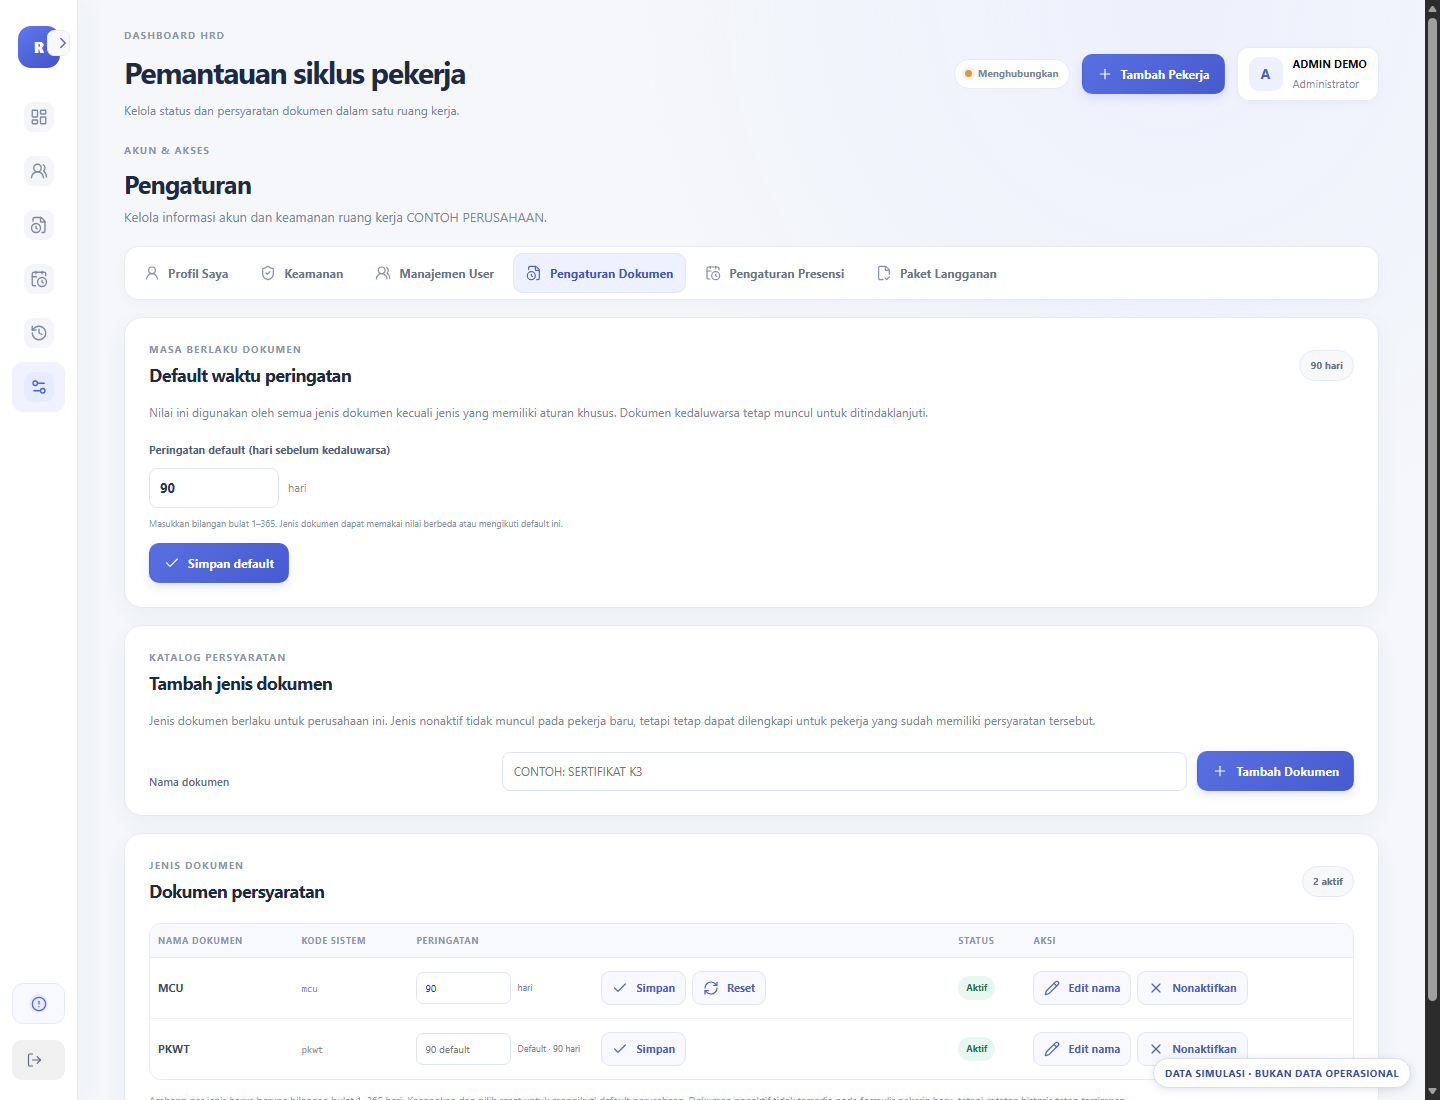 R
DASHBOARD HRD
Pemantauan siklus pekerja
Kelola status dan persyaratan dokumen dalam satu ruang kerja.
Menghubungkan
Tambah Pekerja
A
ADMIN DEMO
Administrator
AKUN & AKSES
Pengaturan
Kelola informasi akun dan keamanan ruang kerja CONTOH PERUSAHAAN.
Profil Saya
Keamanan
Manajemen User
Pengaturan Dokumen
Pengaturan Presensi
Paket Langganan
MASA BERLAKU DOKUMEN
Default waktu peringatan
90 hari
Nilai ini digunakan oleh semua jenis dokumen kecuali jenis yang memiliki aturan khusus. Dokumen kedaluwarsa tetap muncul untuk ditindaklanjuti.
Peringatan default (hari sebelum kedaluwarsa)
90 hari
Masukkan bilangan bulat 1–365. Jenis dokumen dapat memakai nilai berbeda atau mengikuti default ini.
Simpan default
KATALOG PERSYARATAN
Tambah jenis dokumen
Jenis dokumen berlaku untuk perusahaan ini. Jenis nonaktif tidak muncul pada pekerja baru, tetapi tetap dapat dilengkapi untuk pekerja yang sudah memiliki persyaratan tersebut.
Nama dokumen
CONTOH: SERTIFIKAT K3
Tambah Dokumen
JENIS DOKUMEN
Dokumen persyaratan
2 aktif
NAMA DOKUMEN KODE SISTEM PERINGATAN STATUS AKSI
MCU mcu 90 hari Simpan Reset Aktif Edit nama Nonaktifkan
PKWT pkwt 90 default Default · 90 hari Simpan Aktif Edit nama Nonaktifkan
DATA SIMULASI · BUKAN DATA OPERASIONAL